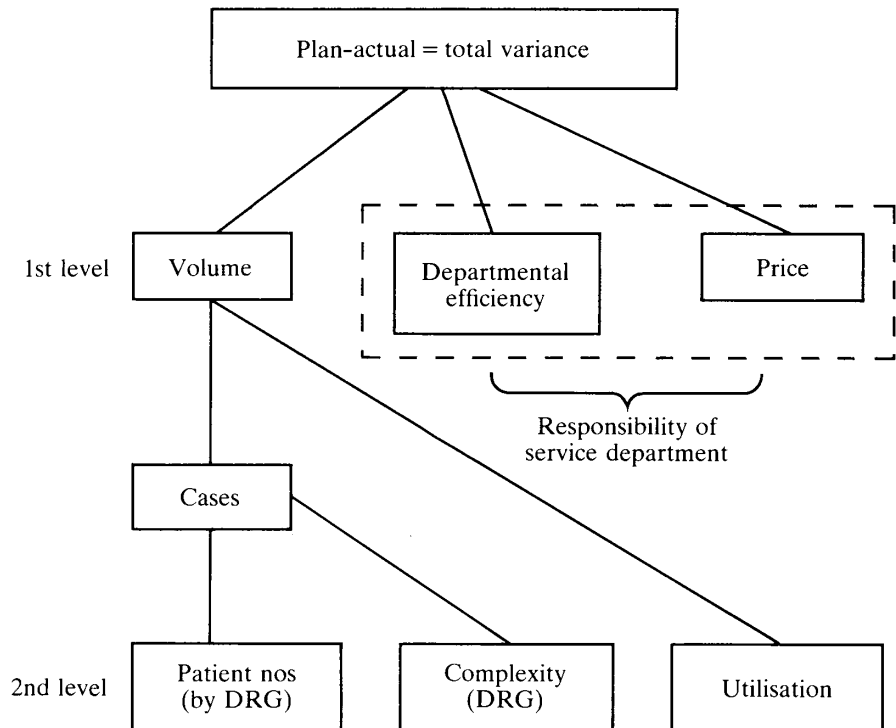 Plan-actual = total variance
1st level
Volume
Departmental
efficiency
Price
Responsibility of
service department
Cases
2nd level
Patient nos
(by DRG)
Complexity
(DRG)
Utilisation